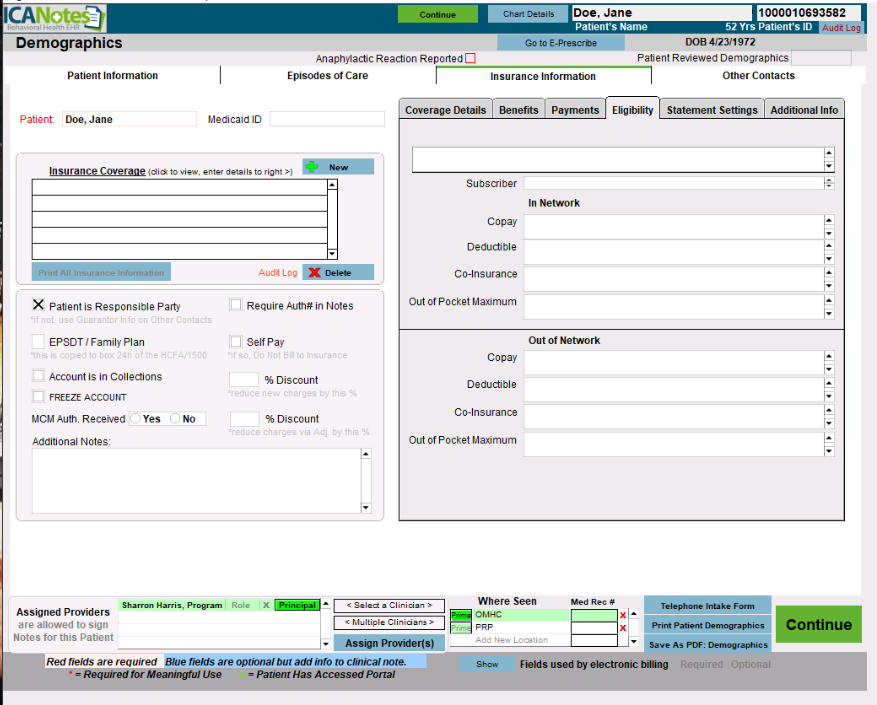 ICANotes
Behavioral Health EHR
Continue
Chart Details
Doe, Jane
1000010693582
Patient's Name
52 Yrs Patient's ID
Audit Log
Demographics
Go to E-Prescribe
DOB 4/23/1972
Anaphylactic Reaction Reported
Patient Reviewed Demographics
Patient Information
Episodes of Care
Insurance Information
Other Contacts
Patient: Doe, Jane
Medicaid ID
Coverage Details
Benefits
Payments
Eligibility
Statement Settings
Additional Info
Insurance Coverage (click to view, enter details to right >)
New
Print All Insurance Information
Audit Log
X Delete
Subscriber
In Network
Copay
Deductible
Co-Insurance
Out of Pocket Maximum
Out of Network
Copay
Deductible
Co-Insurance
Out of Pocket Maximum
X Patient is Responsible Party
*If not, use Guarantor Info on Other Contacts
Require Auth# in Notes
EPSDT / Family Plan
*this is copied to box 24h of the HCFA/1500
Self Pay
*if so, Do Not Bill to Insurance
Account is in Collections
% Discount
*reduce new charges by this %
FREEZE ACCOUNT
MCM Auth. Received Yes No
% Discount
*reduce charges via Adj. by this %
Additional Notes:
Assigned Providers
are allowed to sign
Notes for this Patient
Sharron Harris, Program Role X Principal
< Select a Clinician >
< Multiple Clinicians >
Assign Provider(s)
Where Seen
Med Rec #
Prime OMHC X
Prime PRP X
Add New Location
Telephone Intake Form
Print Patient Demographics
Save As PDF: Demographics
Continue
Red fields are required Blue fields are optional but add info to clinical note.
* = Required for Meaningful Use
= Patient Has Accessed Portal
Show
Fields used by electronic billing Required Optional